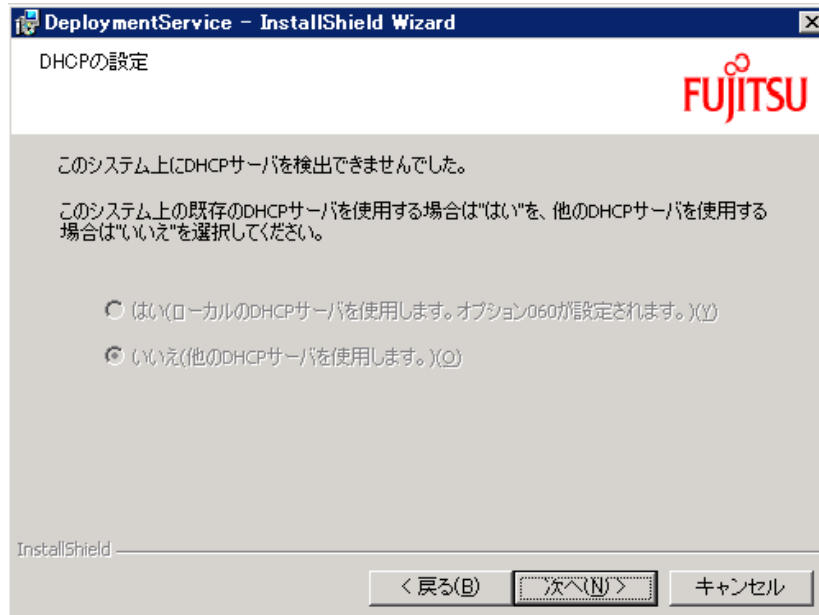 DeploymentService - InstallShield Wizard
DHCPの設定
FUJITSU
このシステム上にDHCPサーバを検出できませんでした。
このシステム上の既存のDHCPサーバを使用する場合は"はい"を、他のDHCPサーバを使用する
場合は"いいえ"を選択してください。
はい(ローカルのDHCPサーバを使用します。オプション060が設定されます。)(Y)
いいえ(他のDHCPサーバを使用します。)(O)
InstallShield
< 戻る(B) 次へ(N) > キャンセル